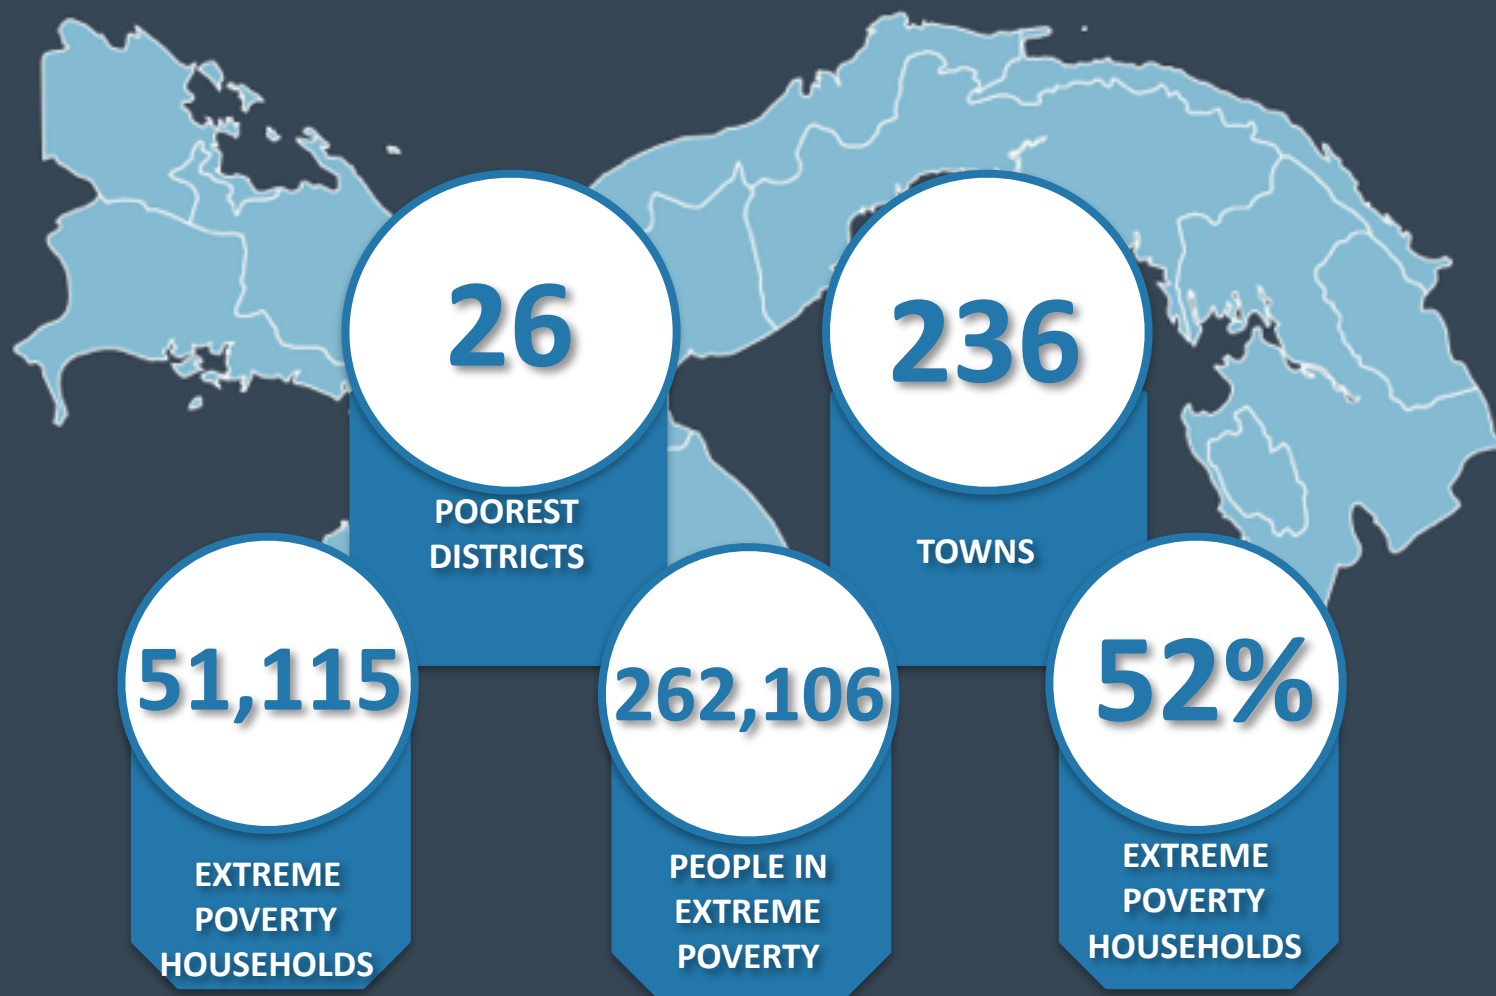 26
POOREST
DISTRICTS
236
TOWNS
51,115
EXTREME
POVERTY
HOUSEHOLDS
262,106
PEOPLE IN
EXTREME
POVERTY
52%
EXTREME
POVERTY
HOUSEHOLDS